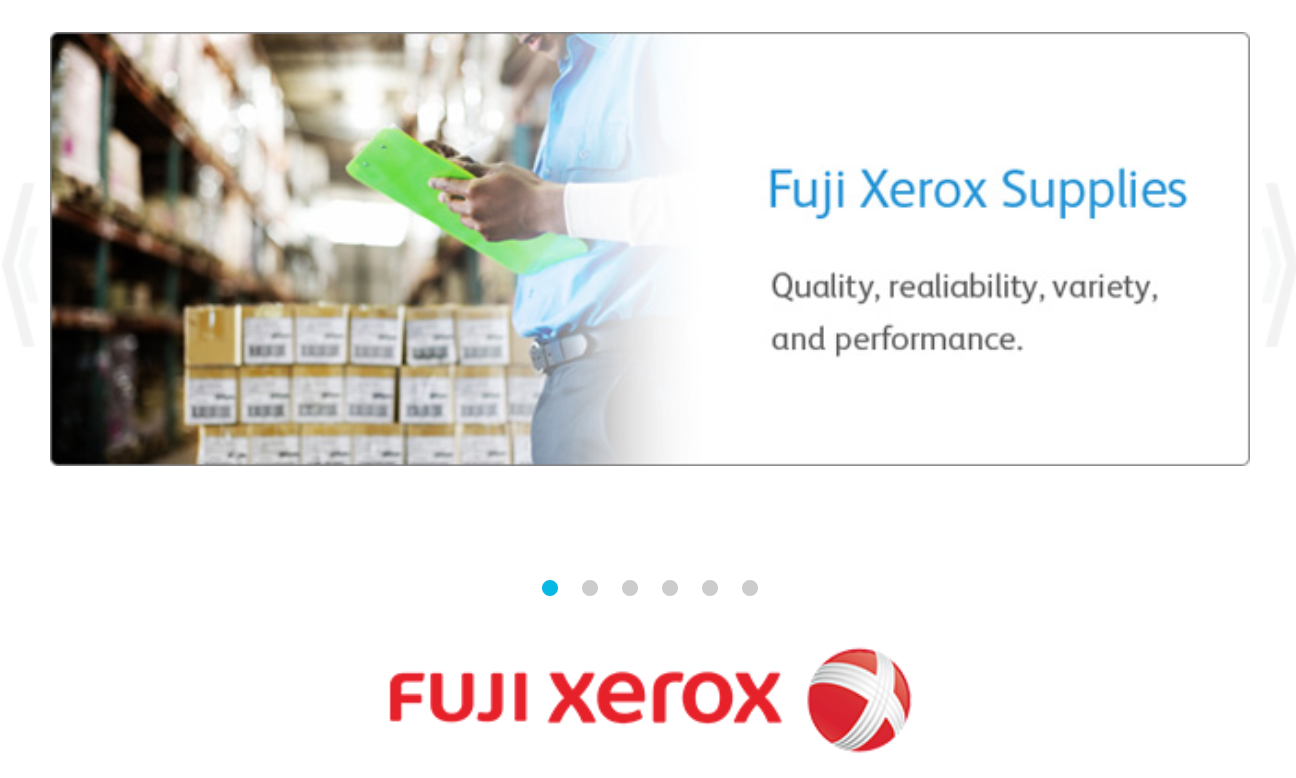 Fuji Xerox Supplies
Quality, realiability, variety,
and performance.
FUJI xerox